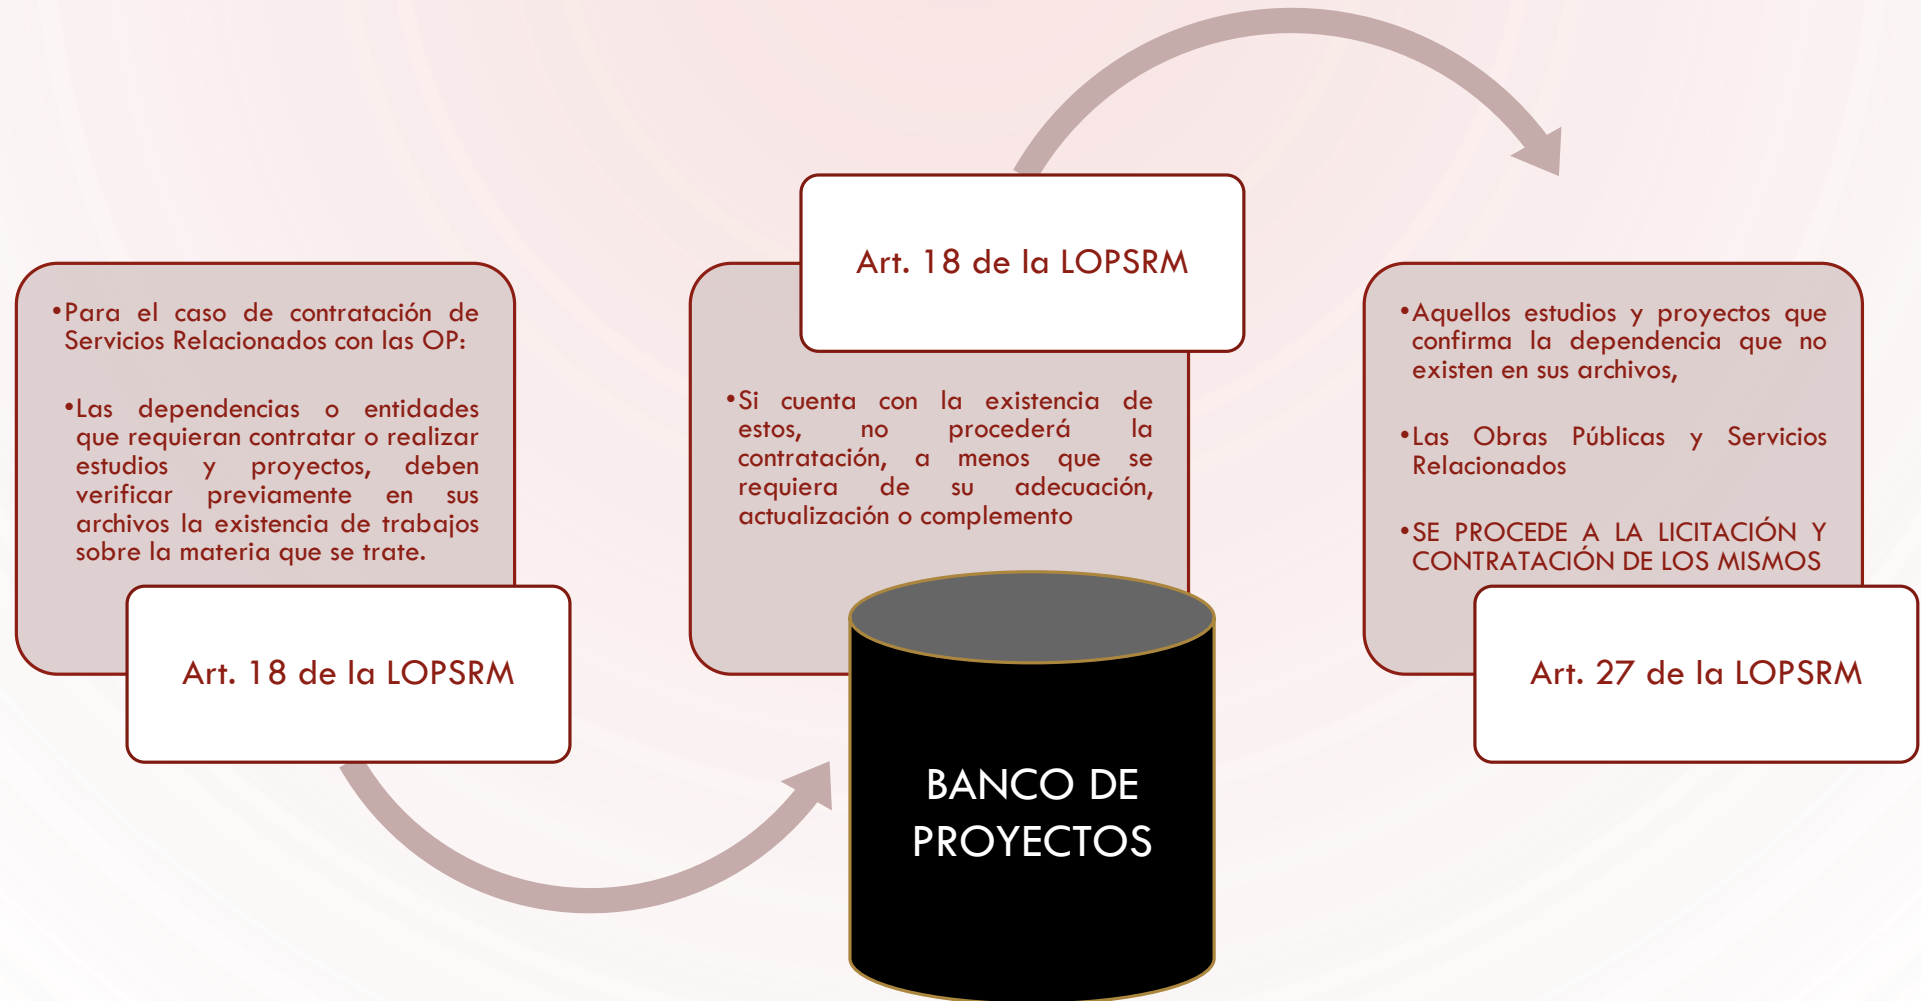 •Para el caso de contratación de
Servicios Relacionados con las OP:
•Las dependencias o entidades
que requieran contratar o realizar
estudios y proyectos, deben
verificar previamente en sus
archivos la existencia de trabajos
sobre la materia que se trate.
Art. 18 de la LOPSRM
Art. 18 de la LOPSRM
•Si cuenta con la existencia de
estos, no procederá la
contratación, a menos que se
requiera de su adecuación,
actualización o complemento
BANCO DE
PROYECTOS
•Aquellos estudios y proyectos que
confirma la dependencia que no
existen en sus archivos,
•Las Obras Públicas y Servicios
Relacionados
•SE PROCEDE A LA LICITACIÓN Y
CONTRATACIÓN DE LOS MISMOS
Art. 27 de la LOPSRM